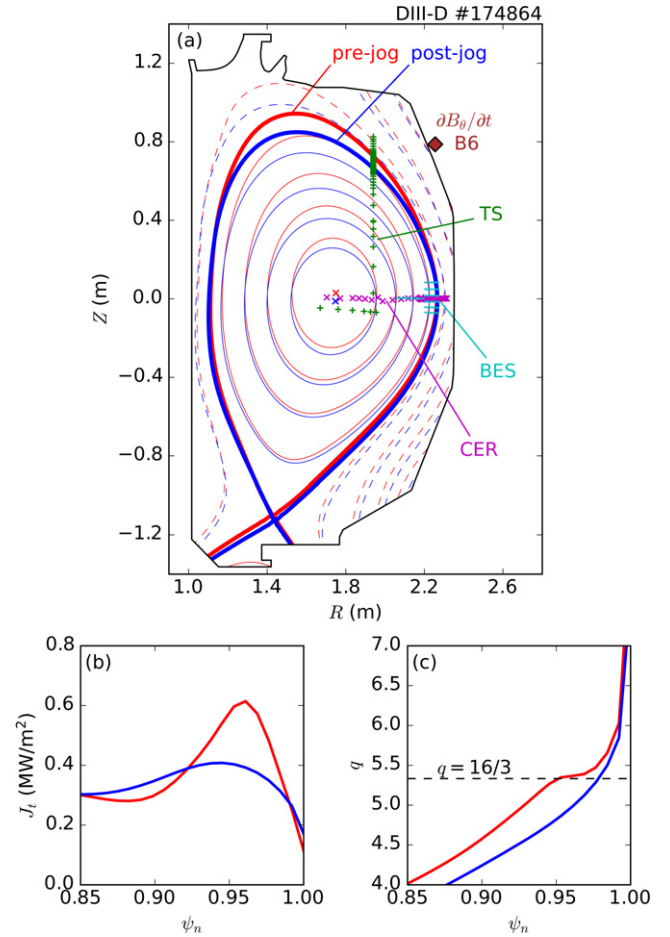 DIII-D #174864
(a)
pre-jog
post-jog
∂B_θ/∂t
B6
TS
BES
CER
1.2
0.8
0.4
0.0
−0.4
−0.8
−1.2
Z (m)
1.0 1.4 1.8 2.2 2.6
R (m)
(b)
0.8
0.6
0.4
0.2
0.0
J_t (MW/m²)
0.85 0.90 0.95 1.00
ψ_n
(c)
7.0
6.5
6.0
5.5
5.0
4.5
4.0
q
q = 16/3
0.85 0.90 0.95 1.00
ψ_n